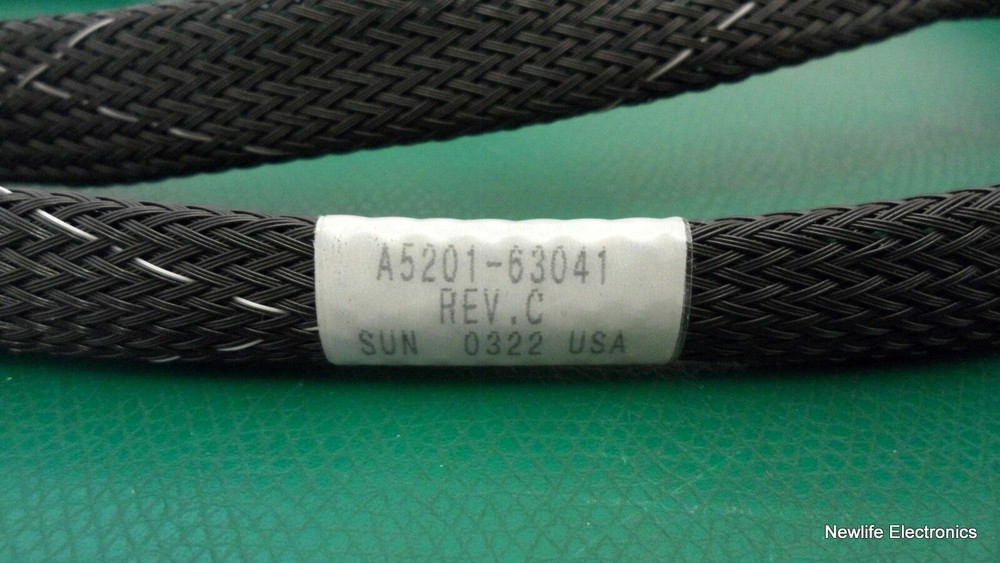 A5201-63041
REV.C
SUN 0322 USA
Newlife Electronics